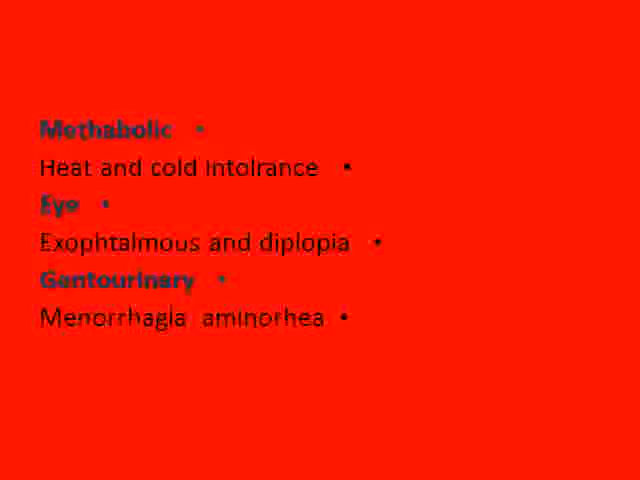 Methabolic •
Heat and cold intolrance •
Eye •
Exophtalmous and diplopia •
Gentourinary •
Menorrhagia aminorhea •